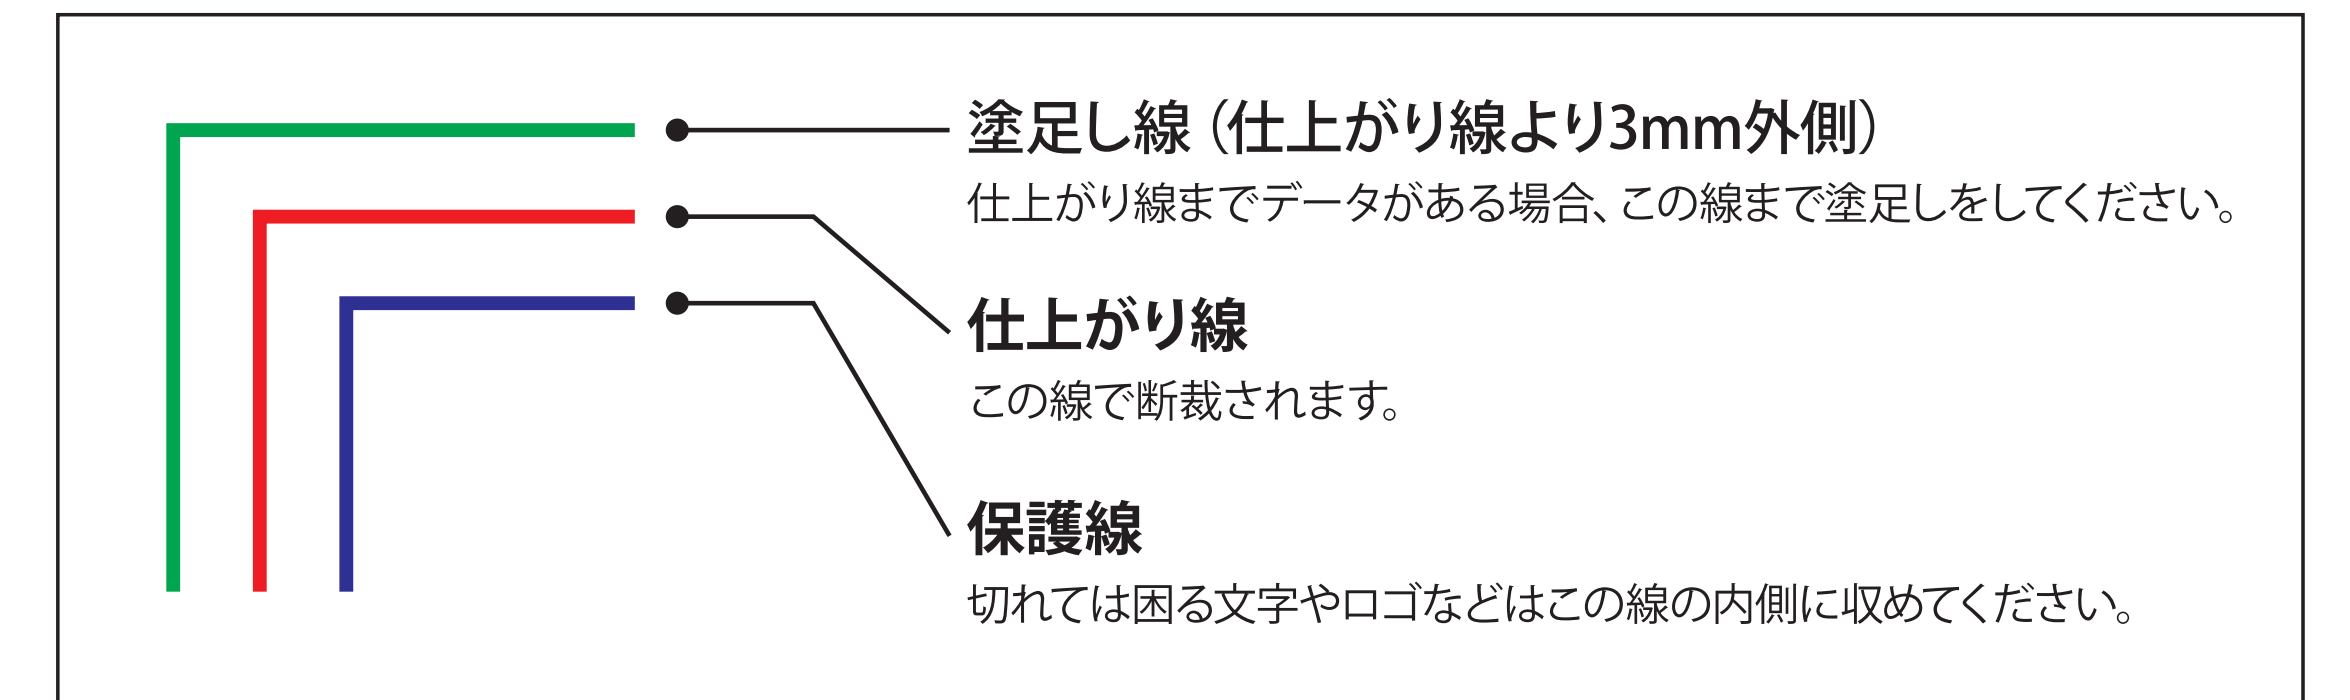 塗足し線（仕上がり線より3mm外側）
仕上がり線までデータがある場合、この線まで塗足しをしてください。
仕上がり線
この線で断裁されます。
保護線
切れては困る文字やロゴなどはこの線の内側に収めてください。